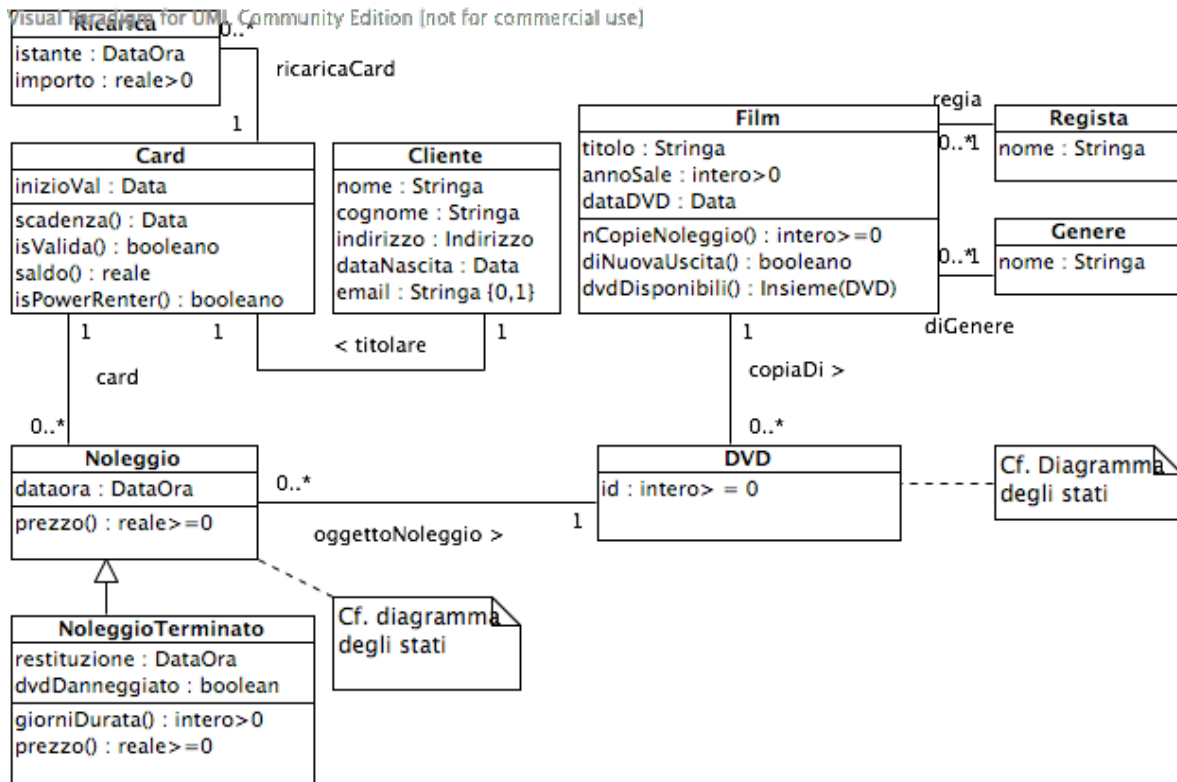 Visual Paradigm for UML Community Edition [not for commercial use]
Ricarica
istante : DataOra
importo : reale>0
0..*
ricaricaCard
1
Card
inizioVal : Data
scadenza() : Data
isValida() : booleano
saldo() : reale
isPowerRenter() : booleano
Cliente
nome : Stringa
cognome : Stringa
indirizzo : Indirizzo
dataNascita : Data
email : Stringa {0,1}
1
1
< titolare
1
card
0..*
Film
titolo : Stringa
annoSale : intero>0
dataDVD : Data
nCopieNoleggio() : intero>=0
diNuovaUscita() : booleano
dvdDisponibili() : Insieme(DVD)
regia
0..*
1
Regista
nome : Stringa
0..*
1
diGenere
Genere
nome : Stringa
1
copiaDi >
0..*
Noleggio
dataora : DataOra
prezzo() : reale>=0
0..*
oggettoNoleggio >
1
DVD
id : intero> = 0
Cf. Diagramma
degli stati
Cf. diagramma
degli stati
NoleggioTerminato
restituzione : DataOra
dvdDanneggiato : boolean
giorniDurata() : intero>0
prezzo() : reale>=0